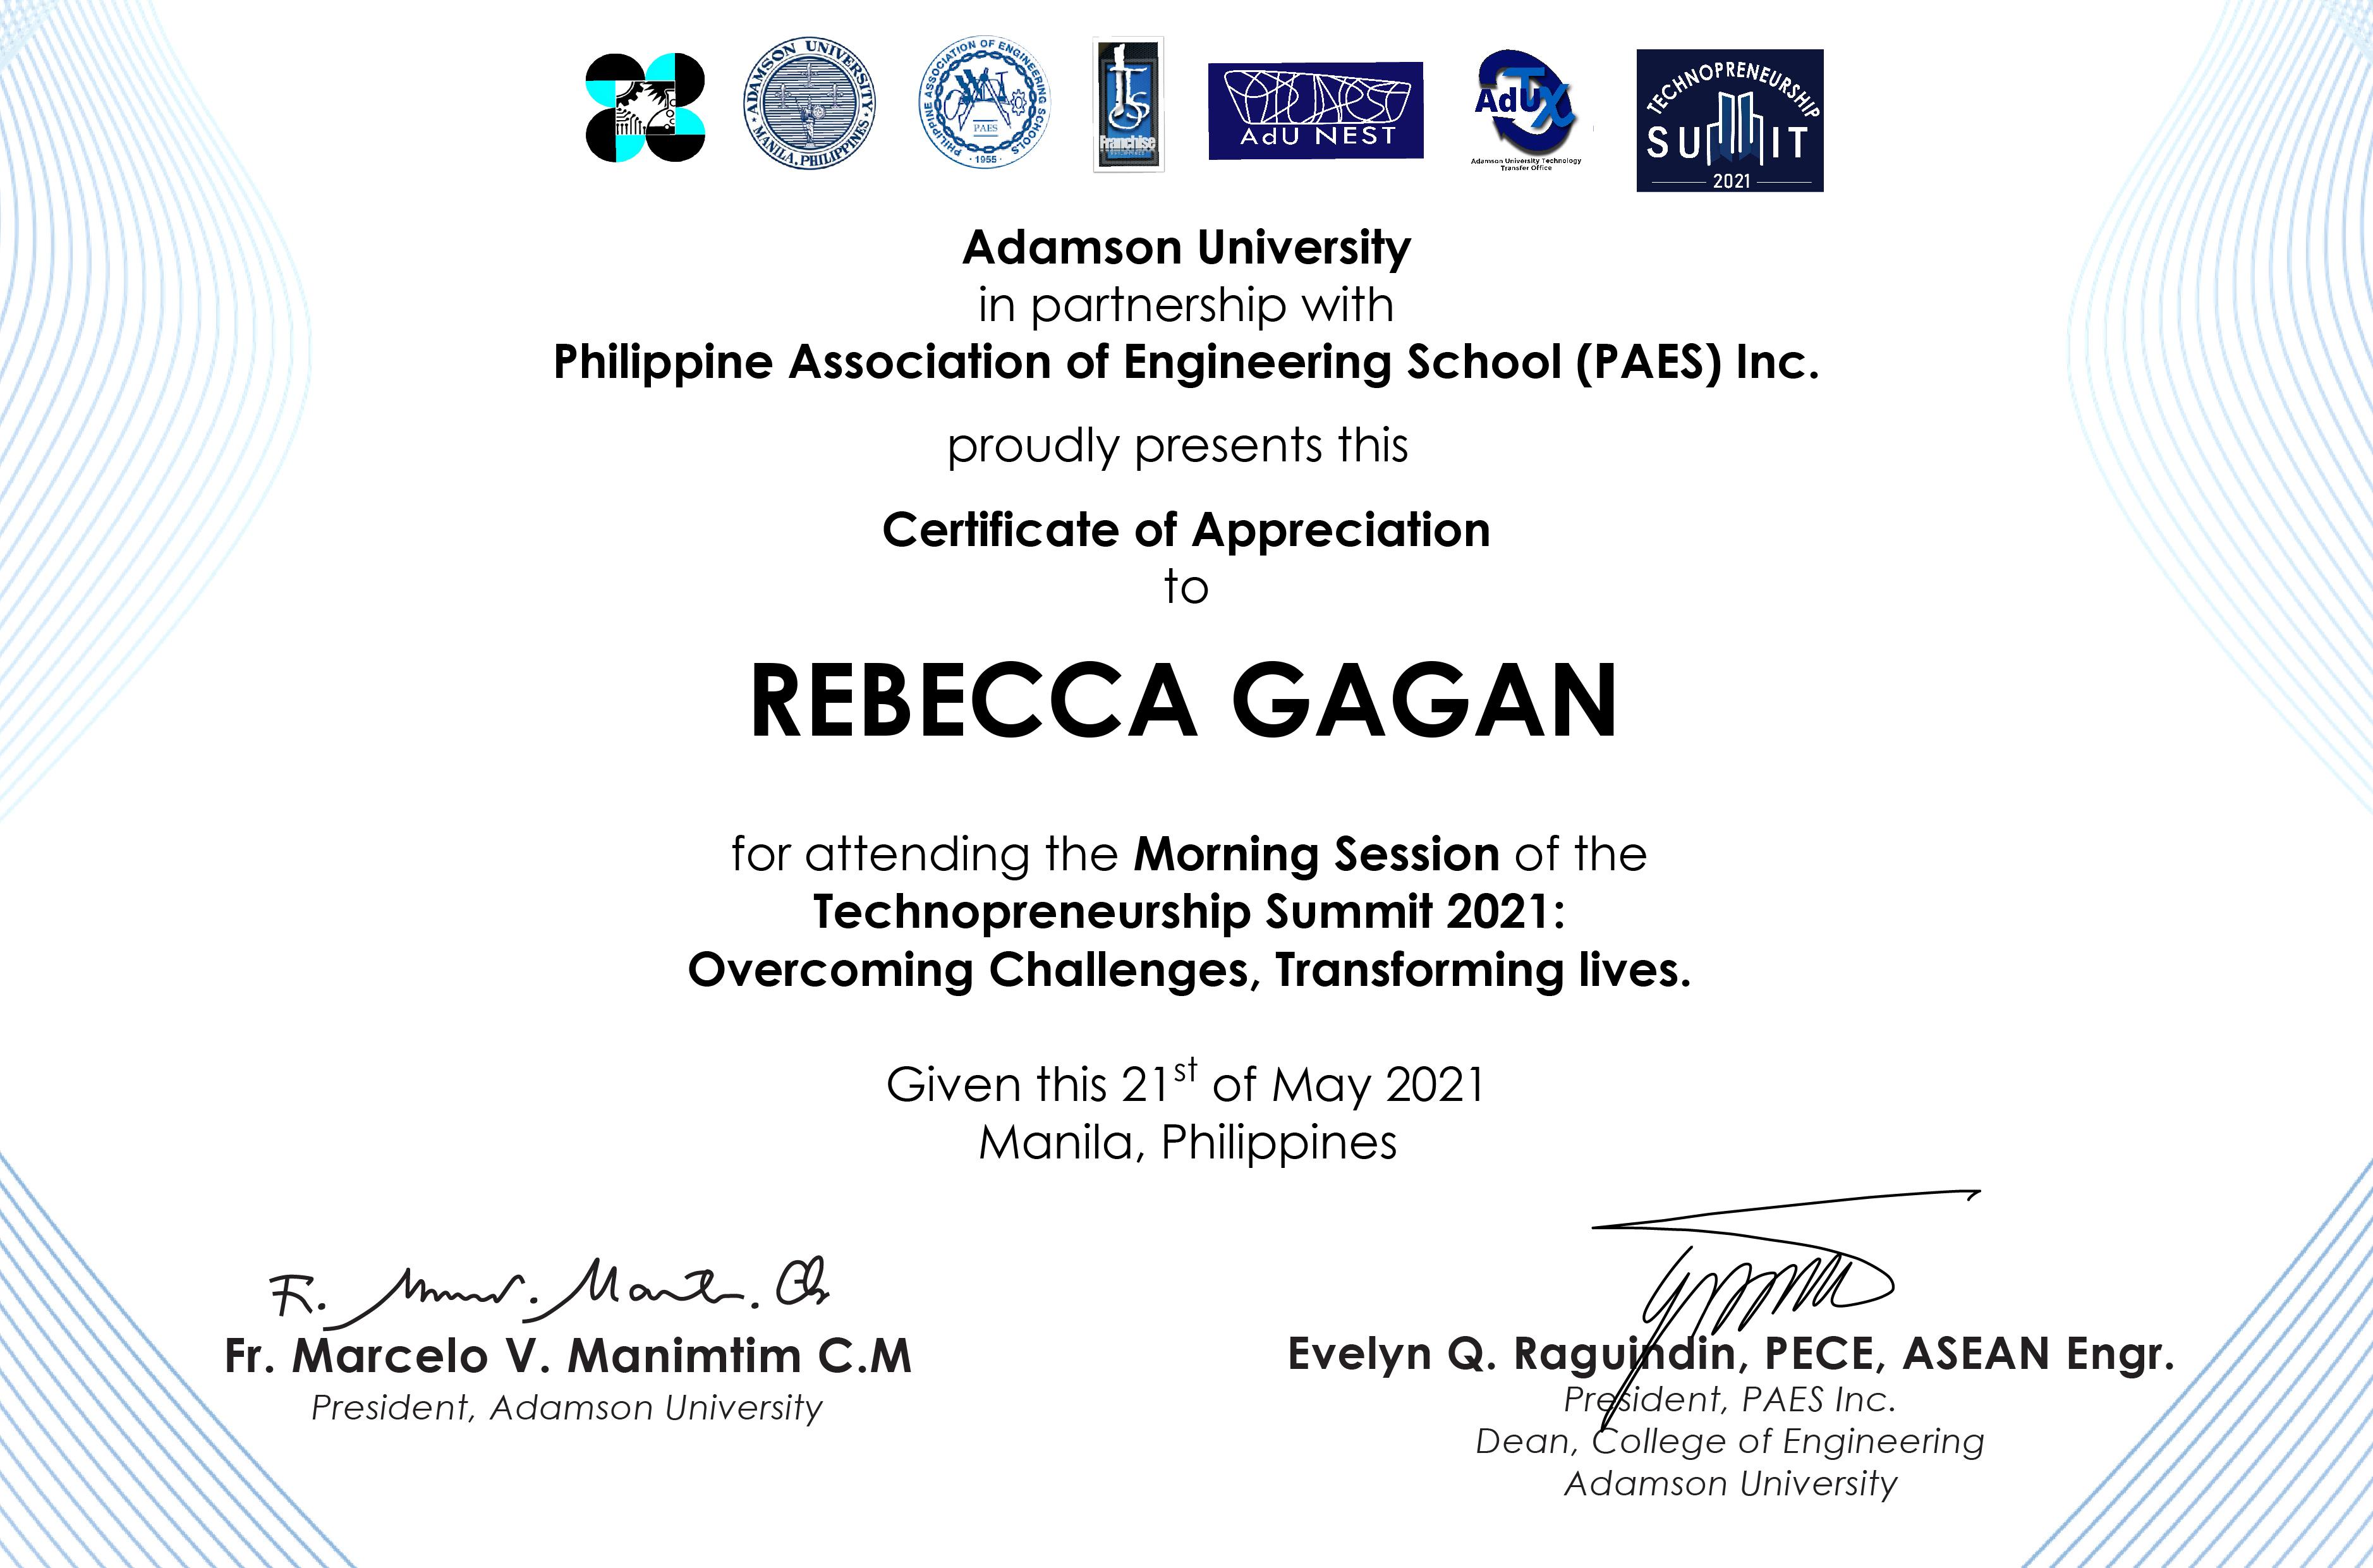 ADAMSON UNIVERSITY
MANILA, PHILIPPINES
PHILIPPINE ASSOCIATION OF ENGINEERING SCHOOLS
PAES
1955
Franchise
AdU NEST
AdUTX
Adamson University Technology
Transfer Office
TECHNOPRENEURSHIP
SUMMIT
2021
Adamson University
in partnership with
Philippine Association of Engineering School (PAES) Inc.
proudly presents this
Certificate of Appreciation
to
REBECCA GAGAN
for attending the Morning Session of the
Technopreneurship Summit 2021:
Overcoming Challenges, Transforming lives.
Given this 21st of May 2021
Manila, Philippines
Fr. Marcelo V. Manimtim C.M
President, Adamson University
Evelyn Q. Raguindin, PECE, ASEAN Engr.
President, PAES Inc.
Dean, College of Engineering
Adamson University